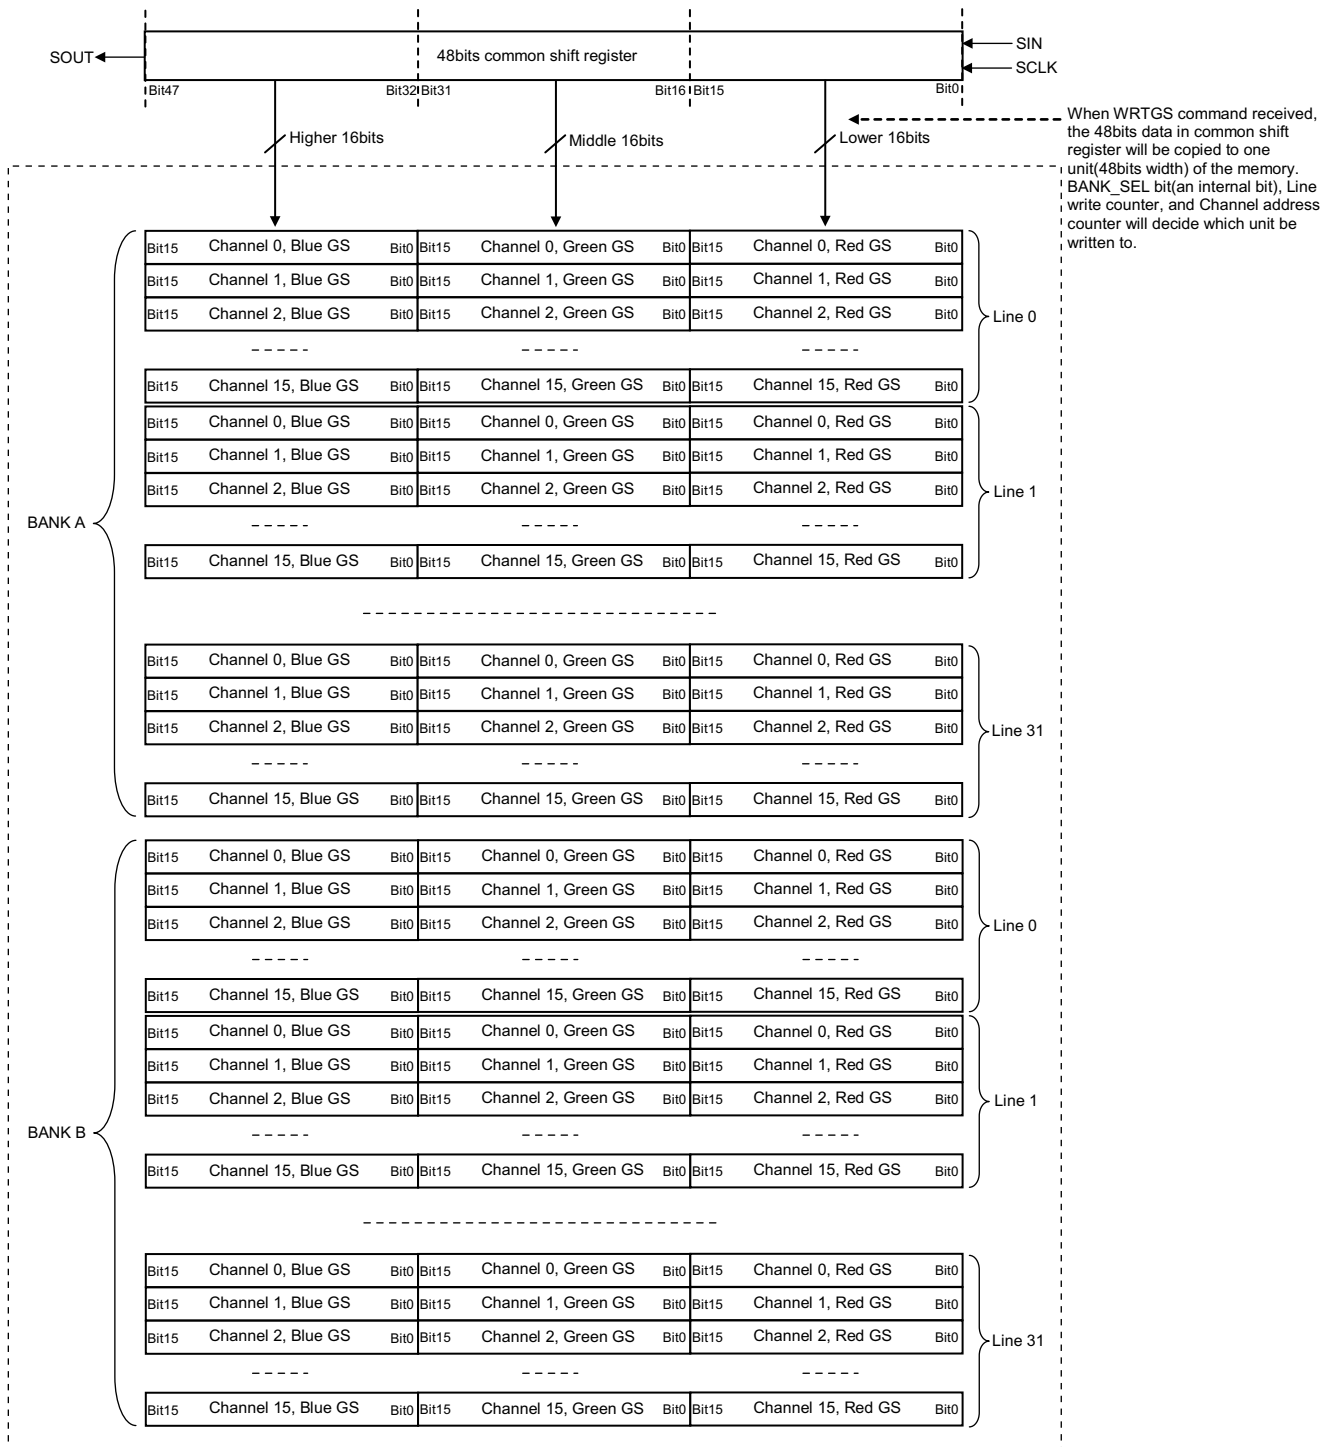 SOUT
48bits common shift register
SIN
SCLK
Bit47 Bit32 Bit31 Bit16 Bit15 Bit0
Higher 16bits Middle 16bits Lower 16bits
When WRTGS command received,
the 48bits data in common shift
register will be copied to one
unit(48bits width) of the memory.
BANK_SEL bit(an internal bit), Line
write counter, and Channel address
counter will decide which unit be
written to.
BANK A
Bit15 Channel 0, Blue GS Bit0 Bit15 Channel 0, Green GS Bit0 Bit15 Channel 0, Red GS Bit0
Bit15 Channel 1, Blue GS Bit0 Bit15 Channel 1, Green GS Bit0 Bit15 Channel 1, Red GS Bit0
Bit15 Channel 2, Blue GS Bit0 Bit15 Channel 2, Green GS Bit0 Bit15 Channel 2, Red GS Bit0
Line 0
Bit15 Channel 15, Blue GS Bit0 Bit15 Channel 15, Green GS Bit0 Bit15 Channel 15, Red GS Bit0
Bit15 Channel 0, Blue GS Bit0 Bit15 Channel 0, Green GS Bit0 Bit15 Channel 0, Red GS Bit0
Bit15 Channel 1, Blue GS Bit0 Bit15 Channel 1, Green GS Bit0 Bit15 Channel 1, Red GS Bit0
Bit15 Channel 2, Blue GS Bit0 Bit15 Channel 2, Green GS Bit0 Bit15 Channel 2, Red GS Bit0
Line 1
Bit15 Channel 15, Blue GS Bit0 Bit15 Channel 15, Green GS Bit0 Bit15 Channel 15, Red GS Bit0
Bit15 Channel 0, Blue GS Bit0 Bit15 Channel 0, Green GS Bit0 Bit15 Channel 0, Red GS Bit0
Bit15 Channel 1, Blue GS Bit0 Bit15 Channel 1, Green GS Bit0 Bit15 Channel 1, Red GS Bit0
Bit15 Channel 2, Blue GS Bit0 Bit15 Channel 2, Green GS Bit0 Bit15 Channel 2, Red GS Bit0
Line 31
Bit15 Channel 15, Blue GS Bit0 Bit15 Channel 15, Green GS Bit0 Bit15 Channel 15, Red GS Bit0
BANK B
Bit15 Channel 0, Blue GS Bit0 Bit15 Channel 0, Green GS Bit0 Bit15 Channel 0, Red GS Bit0
Bit15 Channel 1, Blue GS Bit0 Bit15 Channel 1, Green GS Bit0 Bit15 Channel 1, Red GS Bit0
Bit15 Channel 2, Blue GS Bit0 Bit15 Channel 2, Green GS Bit0 Bit15 Channel 2, Red GS Bit0
Line 0
Bit15 Channel 15, Blue GS Bit0 Bit15 Channel 15, Green GS Bit0 Bit15 Channel 15, Red GS Bit0
Bit15 Channel 0, Blue GS Bit0 Bit15 Channel 0, Green GS Bit0 Bit15 Channel 0, Red GS Bit0
Bit15 Channel 1, Blue GS Bit0 Bit15 Channel 1, Green GS Bit0 Bit15 Channel 1, Red GS Bit0
Bit15 Channel 2, Blue GS Bit0 Bit15 Channel 2, Green GS Bit0 Bit15 Channel 2, Red GS Bit0
Line 1
Bit15 Channel 15, Blue GS Bit0 Bit15 Channel 15, Green GS Bit0 Bit15 Channel 15, Red GS Bit0
Bit15 Channel 0, Blue GS Bit0 Bit15 Channel 0, Green GS Bit0 Bit15 Channel 0, Red GS Bit0
Bit15 Channel 1, Blue GS Bit0 Bit15 Channel 1, Green GS Bit0 Bit15 Channel 1, Red GS Bit0
Bit15 Channel 2, Blue GS Bit0 Bit15 Channel 2, Green GS Bit0 Bit15 Channel 2, Red GS Bit0
Line 31
Bit15 Channel 15, Blue GS Bit0 Bit15 Channel 15, Green GS Bit0 Bit15 Channel 15, Red GS Bit0